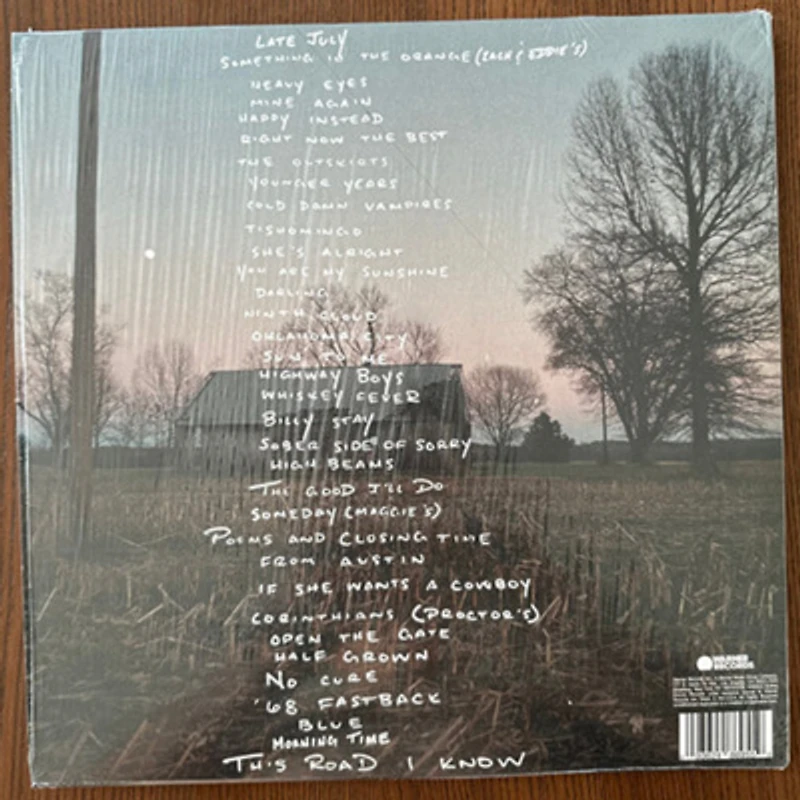 LATE JULY
SOMETHING IN THE ORANGE (ZACH & EDDIE'S)
HEAVY EYES
MINE AGAIN
HAPPY INSTEAD
RIGHT NOW THE BEST
THE OUTSKIRTS
YOUNGER YEARS
COLD DAMN VAMPIRES
TISHOMINGO
SHE'S ALRIGHT
YOU ARE MY SUNSHINE
DARLING
NINTH CLOUD
OKLAHOMA CITY
SUN TO ME
HIGHWAY BOYS
WHISKEY FEVER
BILLY STAY
SOBER SIDE OF SORRY
HIGH BEAMS
THE GOOD I'LL DO
SOMEDAY (MAGGIE'S)
POEMS AND CLOSING TIME
FROM AUSTIN
IF SHE WANTS A COWBOY
CORINTHIANS (PROCTOR'S)
OPEN THE GATE
HALF GROWN
NO CURE
'68 FASTBACK
BLUE
MORNING TIME
THIS ROAD I KNOW
WARNER
RECORDS